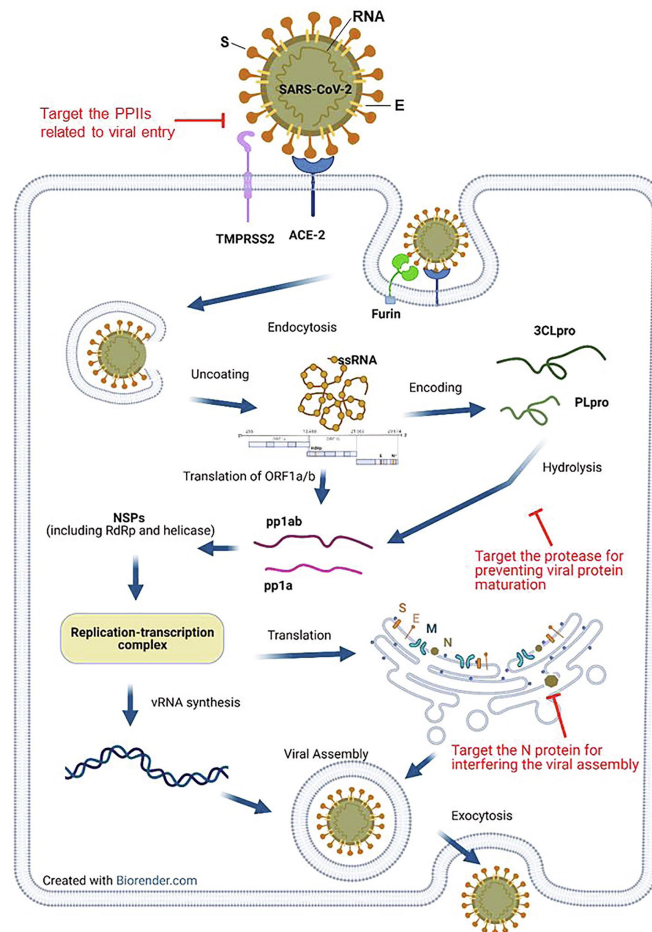 RNA
S
SARS-CoV-2
E
Target the PPIIs
related to viral entry
TMPRSS2
ACE-2
Furin
Endocytosis
3CLpro
ssRNA
Uncoating
Encoding
PLpro
Translation of ORF1a/b
Hydrolysis
NSPs
(including RdRp and helicase)
pp1ab
pp1a
Target the protease for
preventing viral protein
maturation
S
E
M
N
Replication-transcription
complex
Translation
vRNA synthesis
Target the N protein for
interfering the viral assembly
Viral Assembly
Exocytosis
Created with Biorender.com